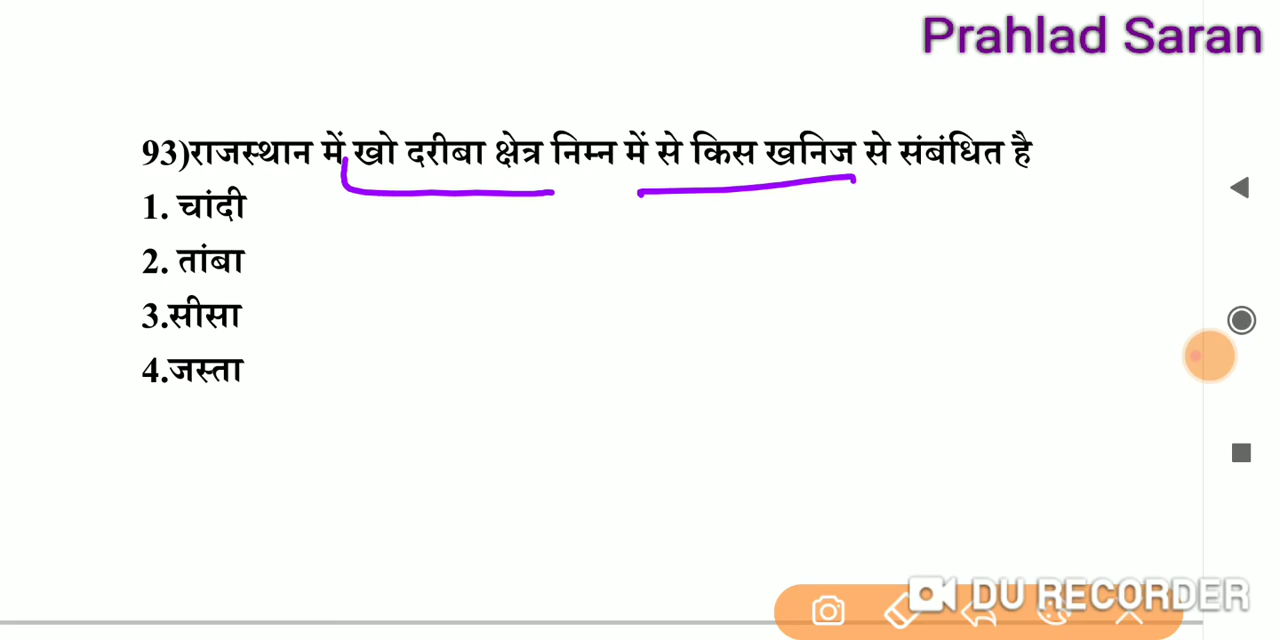 Prahlad Saran
93)राजस्थान में खो दरीबा क्षेत्र निम्न में से किस खनिज से संबंधित है
1. चांदी
2. तांबा
3.सीसा
4.जस्ता
DU RECORDER